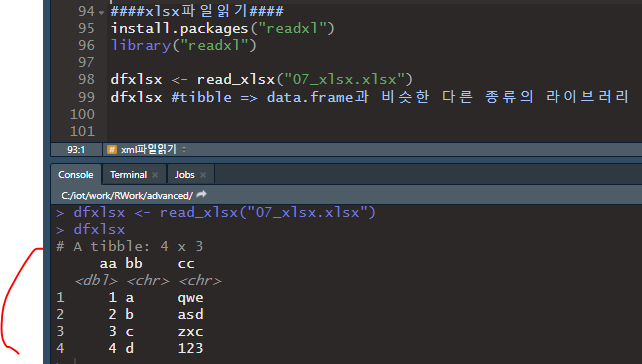 94 ####xlsx파일읽기####
95 install.packages("readxl")
96 library("readxl")
97
98 dfxlsx <- read_xlsx("07_xlsx.xlsx")
99 dfxlsx #tibble => data.frame과 비슷한 다른 종류의 라이브러리
100
101
93:1 # xml파일읽기
Console Terminal Jobs
C:/iot/work/RWork/advanced/
> dfxlsx <- read_xlsx("07_xlsx.xlsx")
> dfxlsx
# A tibble: 4 x 3
aa bb cc
<dbl> <chr> <chr>
1 1 a qwe
2 2 b asd
3 3 c zxc
4 4 d 123